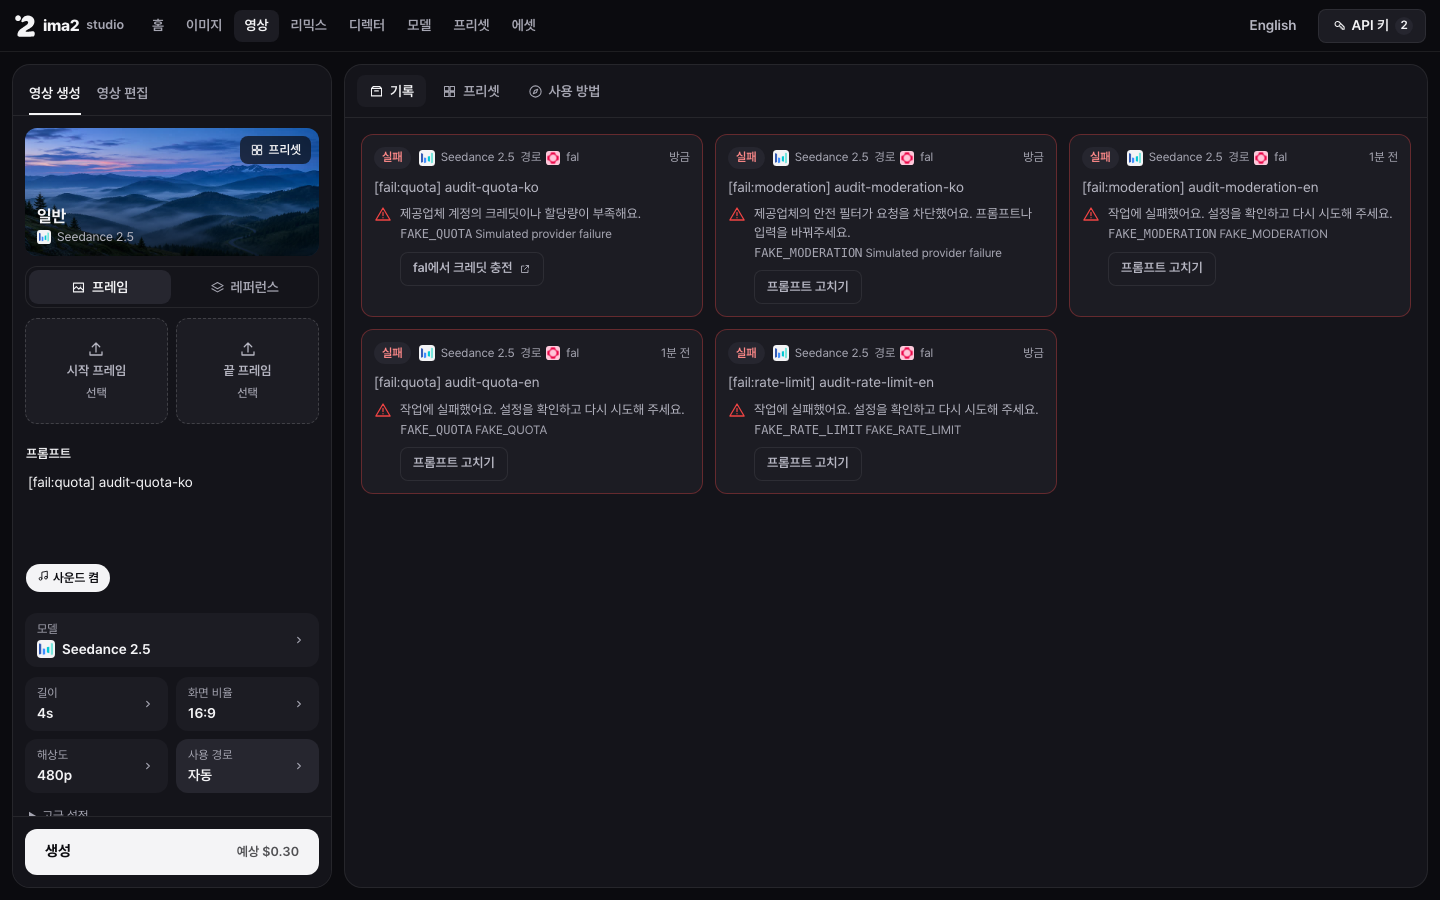 ima2 studio
홈
이미지
영상
리믹스
디렉터
모델
프리셋
에셋
English
API 키 2
영상 생성
영상 편집
프리셋
일반
Seedance 2.5
프레임
레퍼런스
시작 프레임
선택
끝 프레임
선택
프롬프트
[fail:quota] audit-quota-ko
사운드 켬
모델
Seedance 2.5
길이
4s
화면 비율
16:9
해상도
480p
사용 경로
자동
고급 설정
생성
예상 $0.30
기록
프리셋
사용 방법
실패 Seedance 2.5 경로 fal 방금
[fail:quota] audit-quota-ko
제공업체 계정의 크레딧이나 할당량이 부족해요.
FAKE_QUOTA Simulated provider failure
fal에서 크레딧 충전
실패 Seedance 2.5 경로 fal 방금
[fail:moderation] audit-moderation-ko
제공업체의 안전 필터가 요청을 차단했어요. 프롬프트나
입력을 바꿔주세요.
FAKE_MODERATION Simulated provider failure
프롬프트 고치기
실패 Seedance 2.5 경로 fal 1분 전
[fail:moderation] audit-moderation-en
작업에 실패했어요. 설정을 확인하고 다시 시도해 주세요.
FAKE_MODERATION FAKE_MODERATION
프롬프트 고치기
실패 Seedance 2.5 경로 fal 1분 전
[fail:quota] audit-quota-en
작업에 실패했어요. 설정을 확인하고 다시 시도해 주세요.
FAKE_QUOTA FAKE_QUOTA
프롬프트 고치기
실패 Seedance 2.5 경로 fal 방금
[fail:rate-limit] audit-rate-limit-en
작업에 실패했어요. 설정을 확인하고 다시 시도해 주세요.
FAKE_RATE_LIMIT FAKE_RATE_LIMIT
프롬프트 고치기